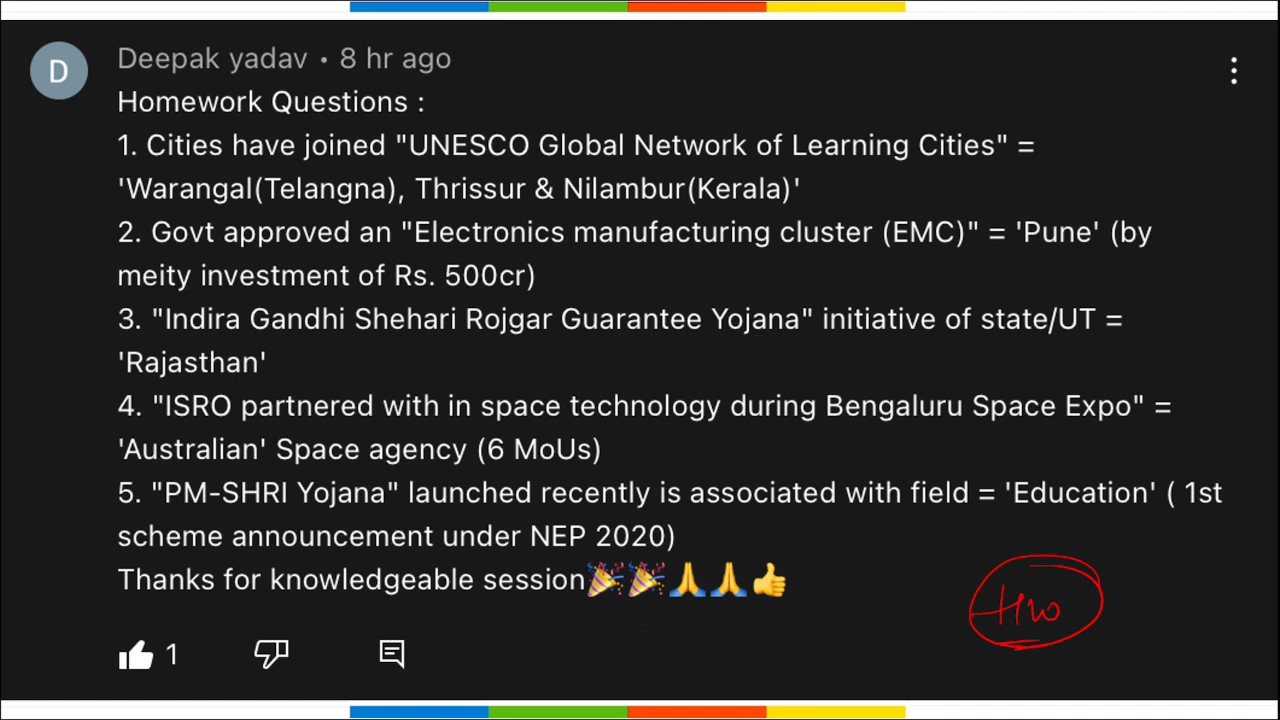 D
Deepak yadav • 8 hr ago
Homework Questions :
1. Cities have joined "UNESCO Global Network of Learning Cities" =
'Warangal(Telangna), Thrissur & Nilambur(Kerala)'
2. Govt approved an "Electronics manufacturing cluster (EMC)" = 'Pune' (by
meity investment of Rs. 500cr)
3. "Indira Gandhi Shehari Rojgar Guarantee Yojana" initiative of state/UT =
'Rajasthan'
4. "ISRO partnered with in space technology during Bengaluru Space Expo" =
'Australian' Space agency (6 MoUs)
5. "PM-SHRI Yojana" launched recently is associated with field = 'Education' ( 1st
scheme announcement under NEP 2020)
Thanks for knowledgeable session🎉🎉🙏🙏👍
HW
1